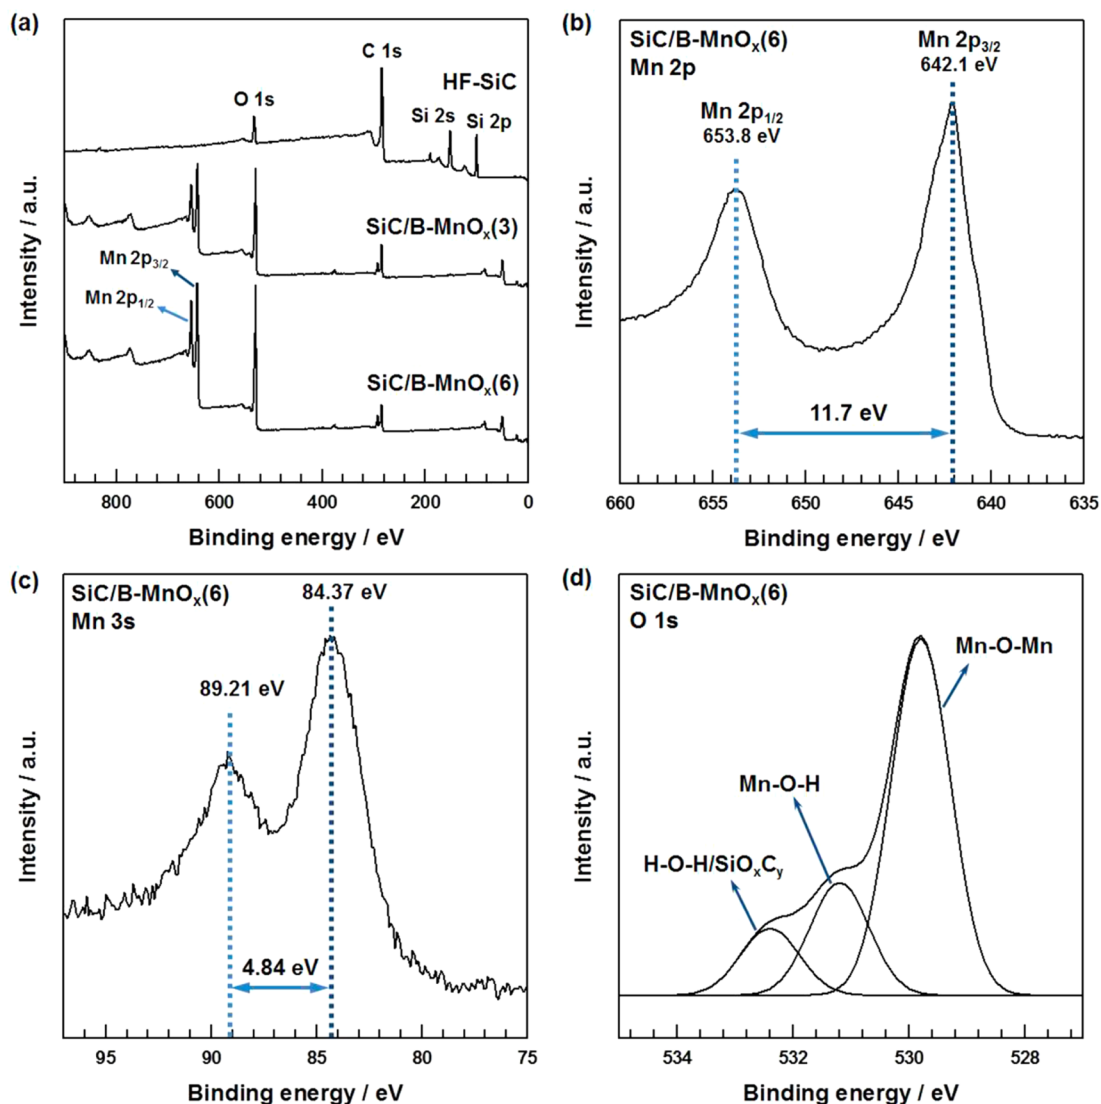 (a)
C 1s
HF-SiC
O 1s
Si 2s
Si 2p
SiC/B-MnOₓ(3)
Mn 2p₃/₂
Mn 2p₁/₂
SiC/B-MnOₓ(6)
Intensity / a.u.
800 600 400 200 0
Binding energy / eV
(b)
SiC/B-MnOₓ(6)
Mn 2p
Mn 2p₃/₂
642.1 eV
Mn 2p₁/₂
653.8 eV
11.7 eV
Intensity / a.u.
660 655 650 645 640 635
Binding energy / eV
(c)
SiC/B-MnOₓ(6)
Mn 3s
84.37 eV
89.21 eV
4.84 eV
Intensity / a.u.
95 90 85 80 75
Binding energy / eV
(d)
SiC/B-MnOₓ(6)
O 1s
Mn-O-Mn
Mn-O-H
H-O-H/SiOₓCᵧ
Intensity / a.u.
534 532 530 528
Binding energy / eV